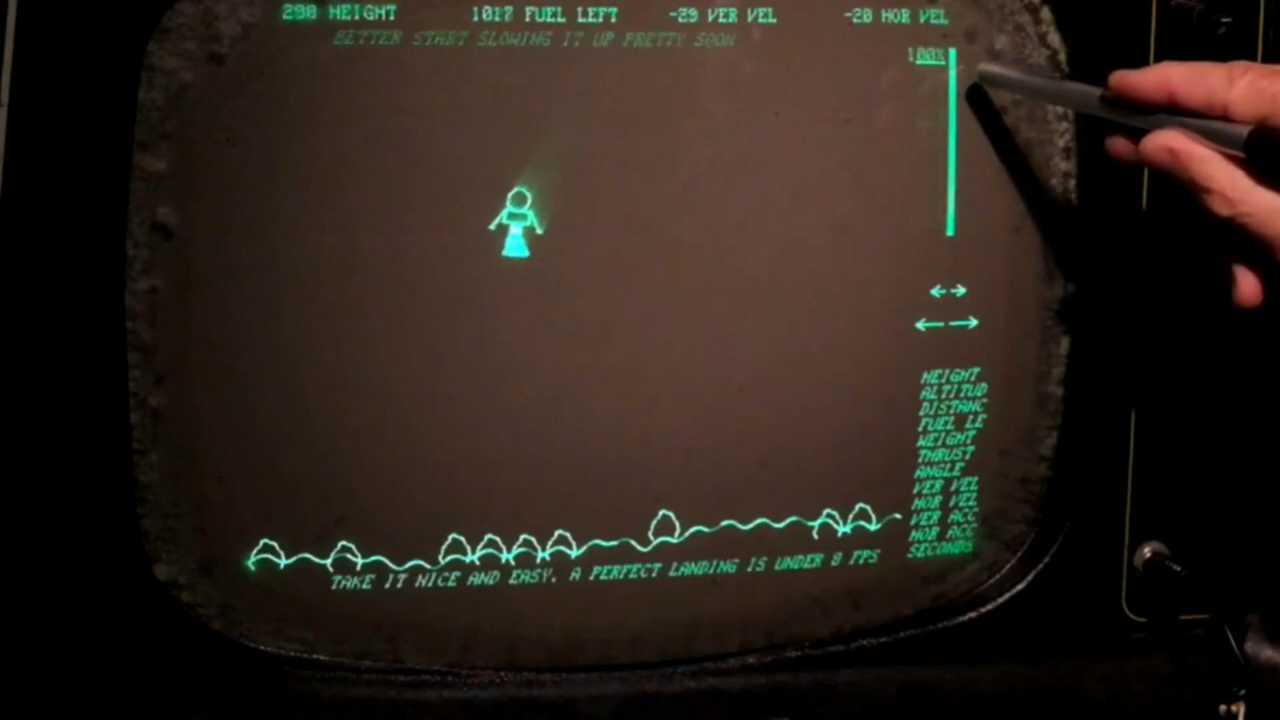 290 HEIGHT 1017 FUEL LEFT -29 VER VEL -20 HOR VEL
BETTER START SLOWING IT UP PRETTY SOON
100%
HEIGHT
ALTITUD
DISTANC
FUEL LE
WEIGHT
THRUST
ANGLE
VER VEL
HOR VEL
VER ACC
HOR ACC
SECONDS
TAKE IT NICE AND EASY. A PERFECT LANDING IS UNDER 8 FPS